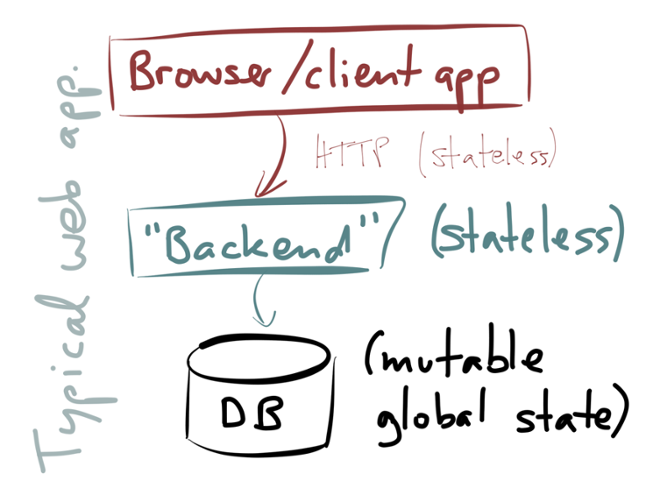 Typical web app.
Browser/client app
HTTP (stateless)
"Backend" (stateless)
DB
(mutable
global state)